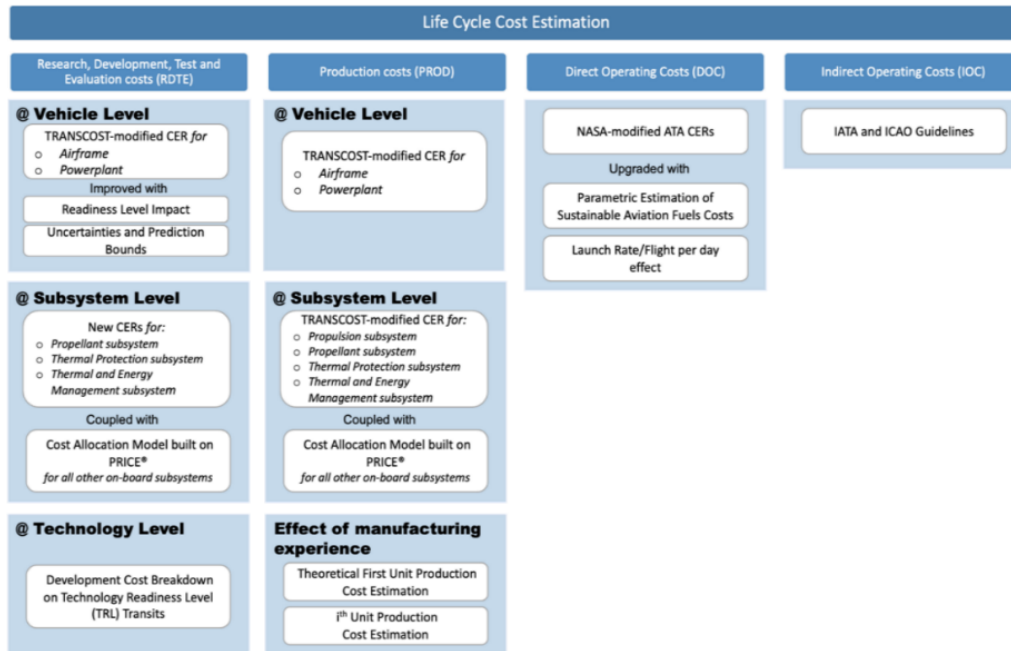 Life Cycle Cost Estimation
Research, Development, Test and
Evaluation costs (RDTE)
Production costs (PROD)
Direct Operating Costs (DOC)
Indirect Operating Costs (IOC)
@ Vehicle Level
TRANSCOST-modified CER for
o Airframe
o Powerplant
Improved with
Readiness Level Impact
Uncertainties and Prediction
Bounds
@ Subsystem Level
New CERs for:
o Propellant subsystem
o Thermal Protection subsystem
o Thermal and Energy
Management subsystem
Coupled with
Cost Allocation Model built on
PRICE®
for all other on-board subsystems
@ Technology Level
Development Cost Breakdown
on Technology Readiness Level
(TRL) Transits
@ Vehicle Level
TRANSCOST-modified CER for
o Airframe
o Powerplant
@ Subsystem Level
TRANSCOST-modified CER for:
o Propulsion subsystem
o Propellant subsystem
o Thermal Protection subsystem
o Thermal and Energy
Management subsystem
Coupled with
Cost Allocation Model built on
PRICE®
for all other on-board subsystems
Effect of manufacturing
experience
Theoretical First Unit Production
Cost Estimation
ith Unit Production
Cost Estimation
NASA-modified ATA CERs
Upgraded with
Parametric Estimation of
Sustainable Aviation Fuels Costs
Launch Rate/Flight per day
effect
IATA and ICAO Guidelines